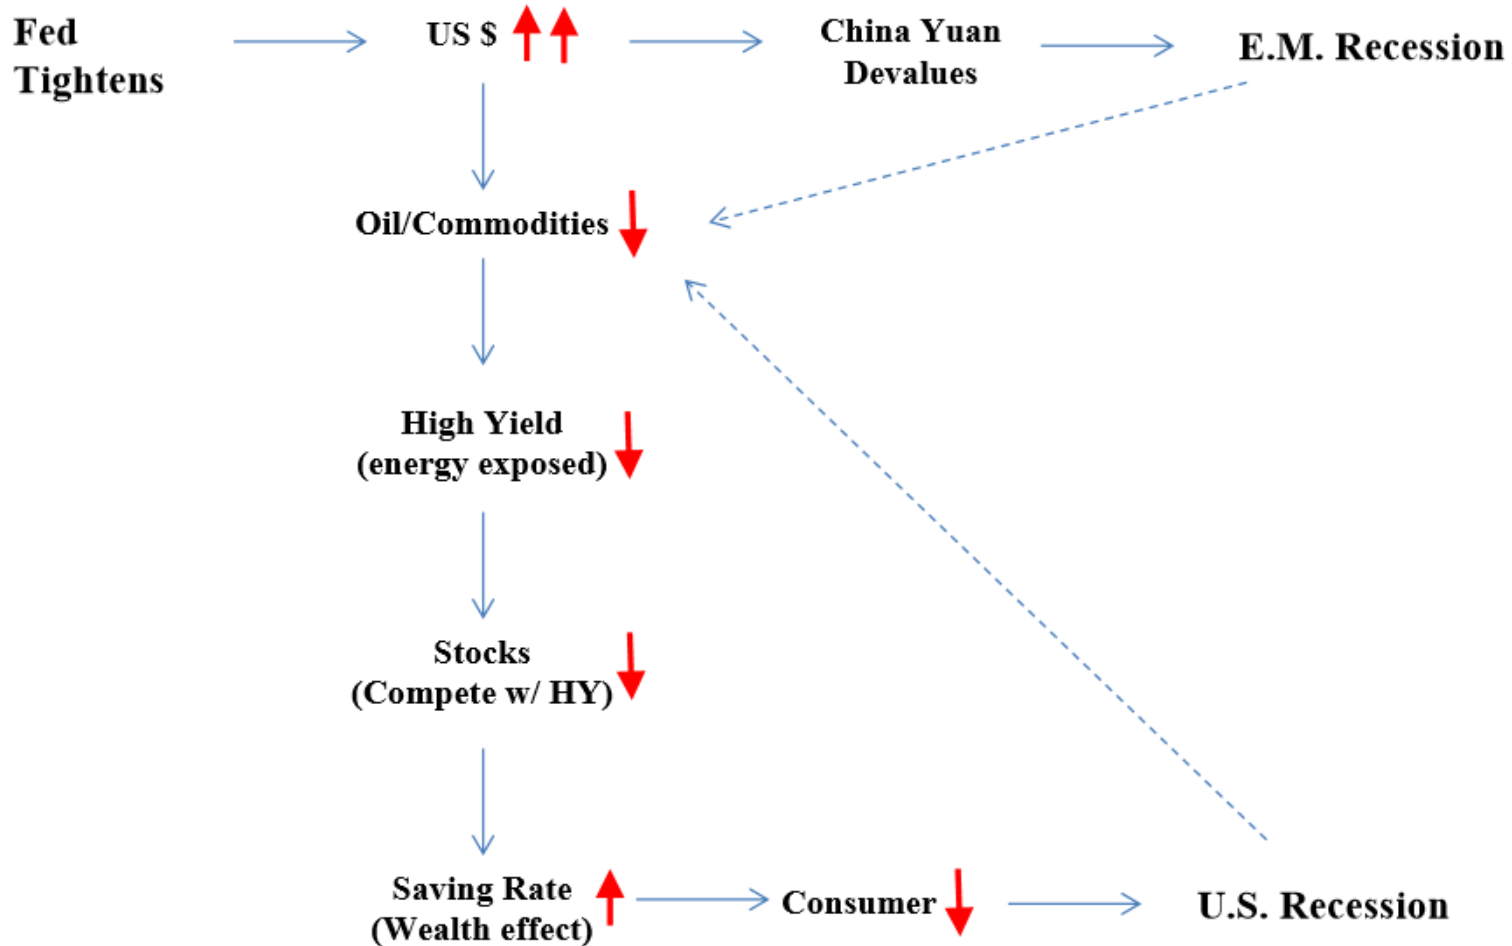 Fed
Tightens
US $
China Yuan
Devalues
E.M. Recession
Oil/Commodities
High Yield
(energy exposed)
Stocks
(Compete w/ HY)
Saving Rate
(Wealth effect)
Consumer
U.S. Recession